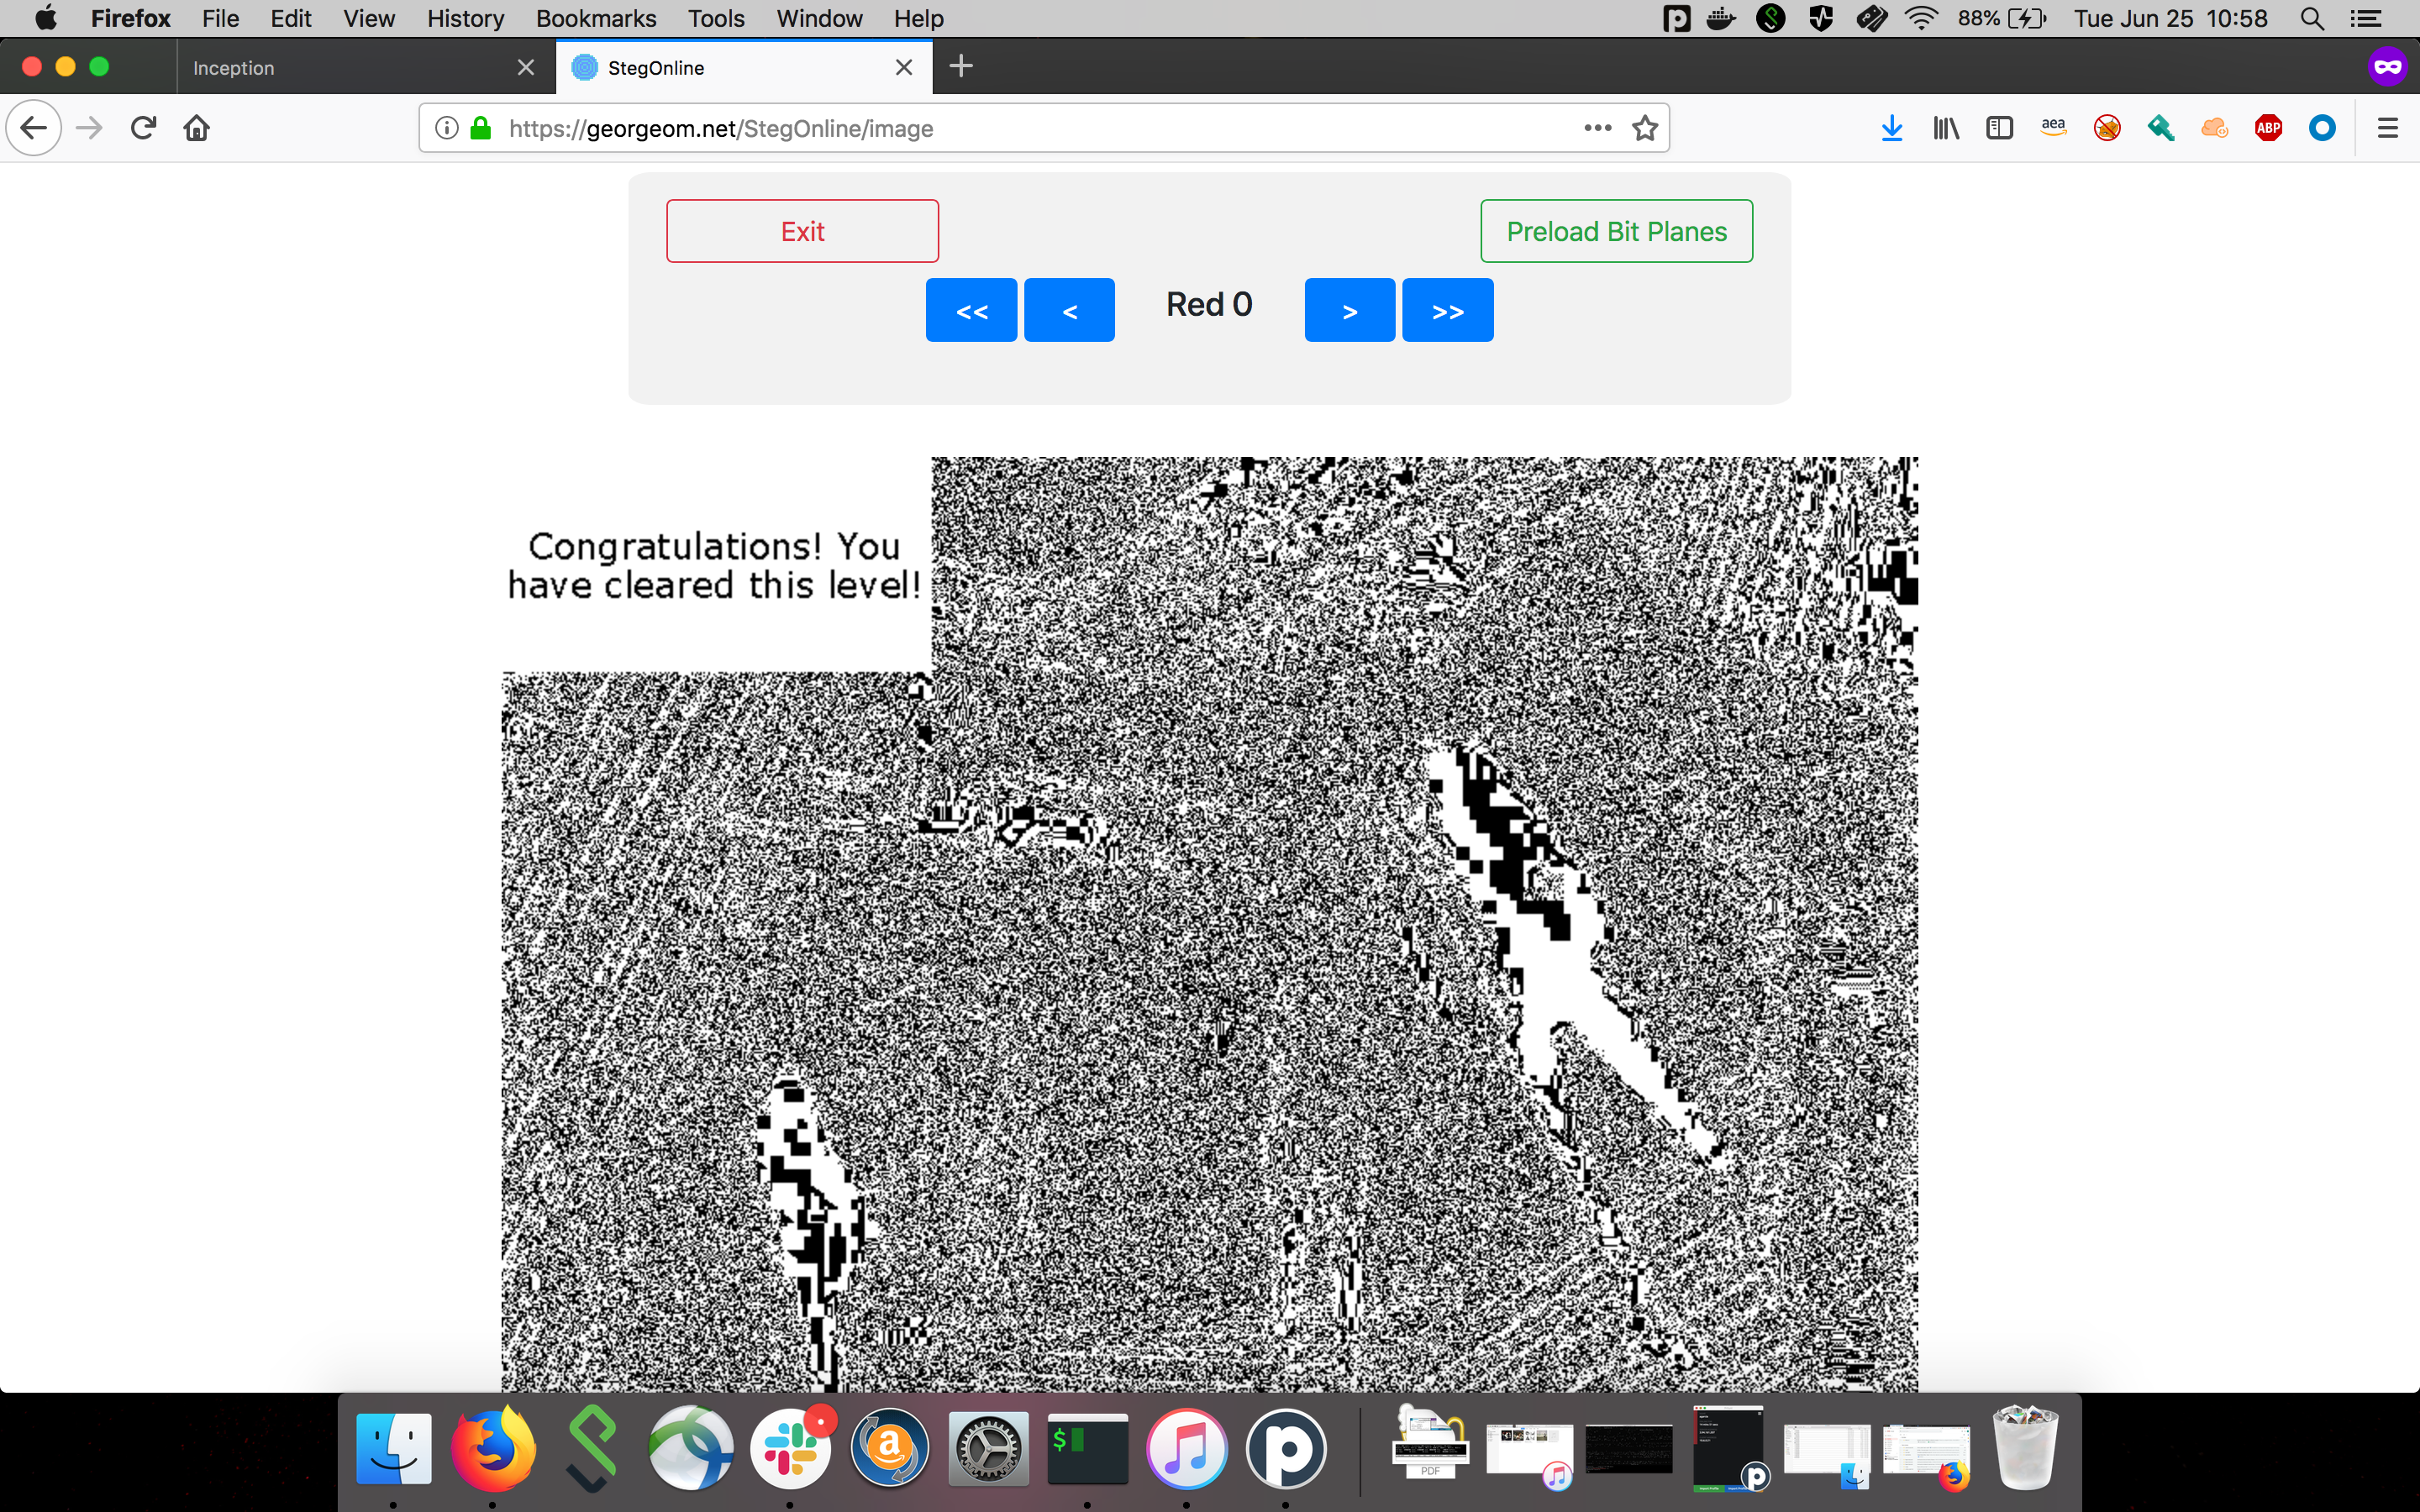 Firefox File Edit View History Bookmarks Tools Window Help 88% Tue Jun 25 10:58
Inception StegOnline
https://georgeom.net/StegOnline/image aea ABP
Exit Preload Bit Planes
<< < Red 0 > >>
Congratulations! You
have cleared this level!
PDF